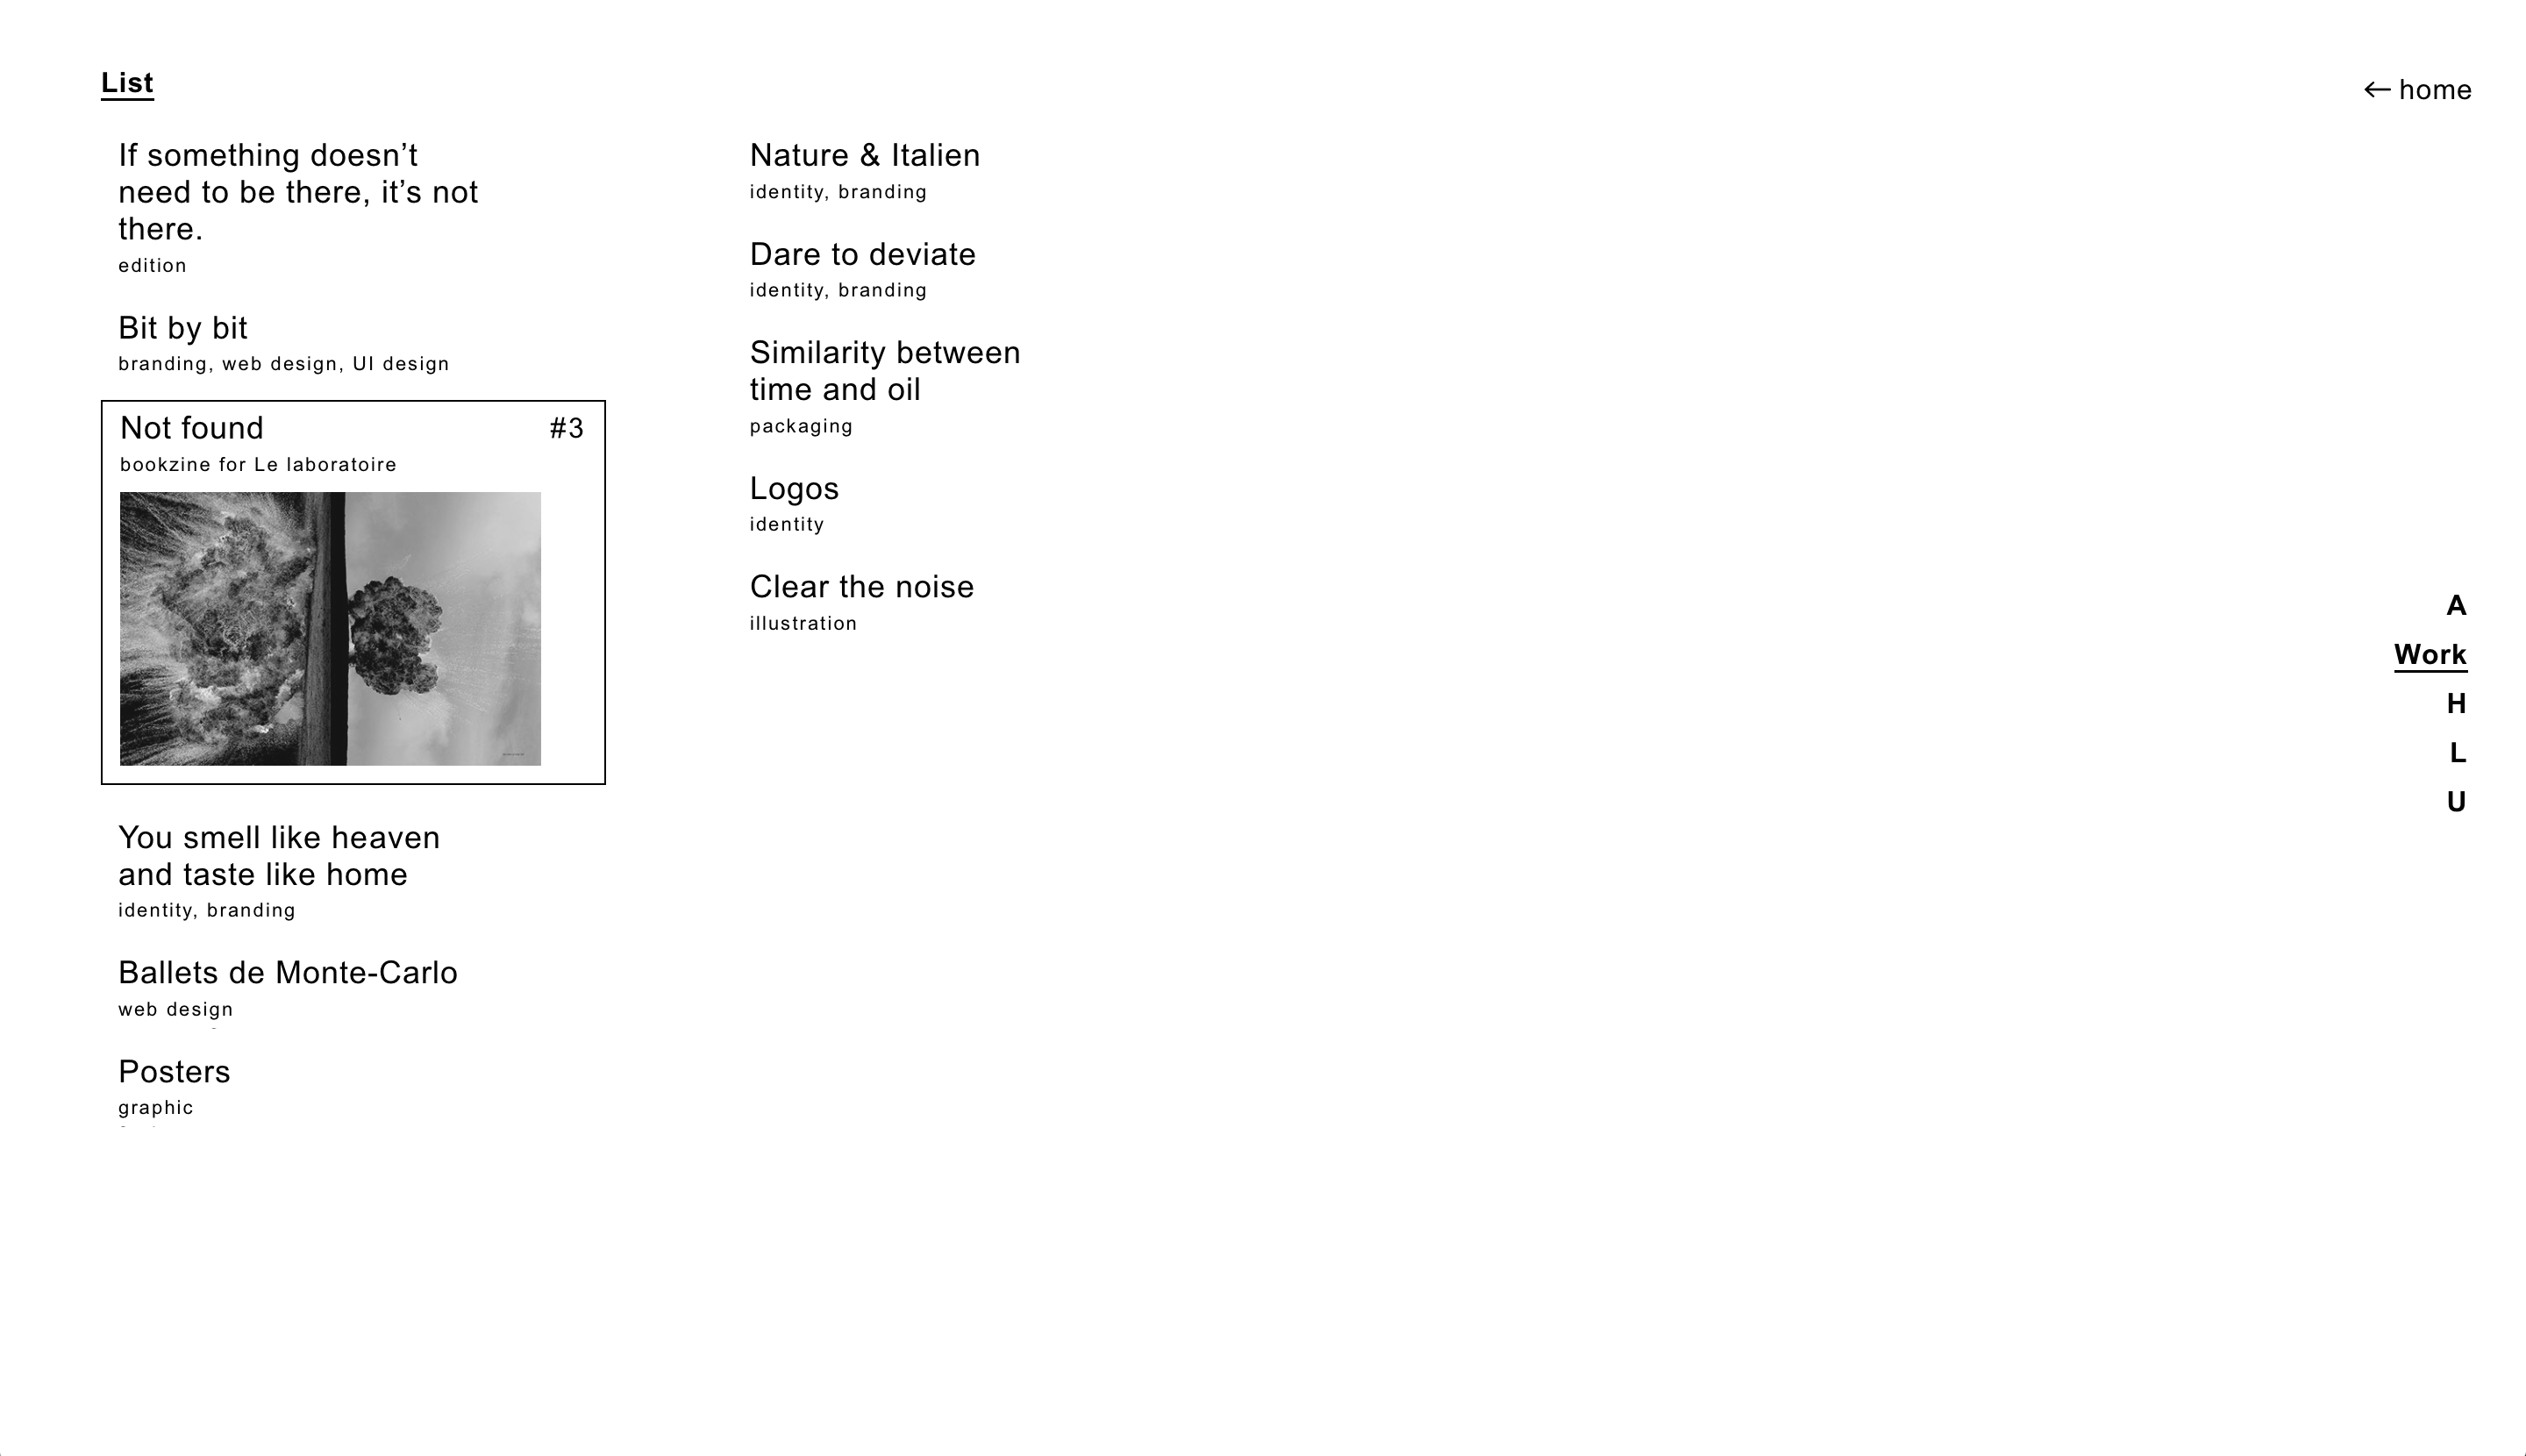 List
← home
If something doesn’t
need to be there, it’s not
there.
edition
Bit by bit
branding, web design, UI design
Not found
#3
bookzine for Le laboratoire
You smell like heaven
and taste like home
identity, branding
Ballets de Monte-Carlo
web design
Posters
graphic
Nature & Italien
identity, branding
Dare to deviate
identity, branding
Similarity between
time and oil
packaging
Logos
identity
Clear the noise
illustration
A
Work
H
L
U